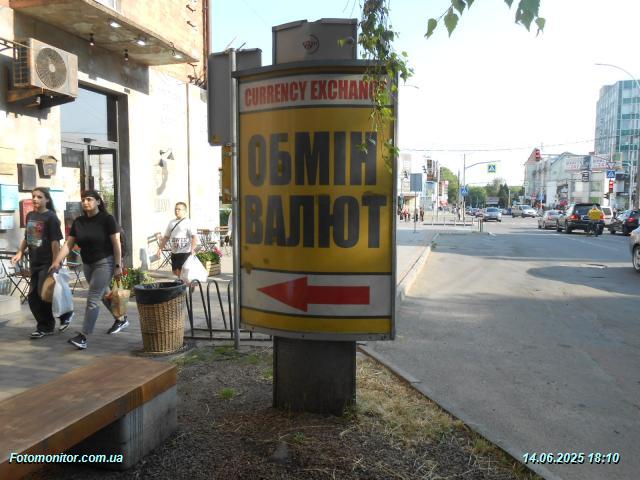 CURRENCY EXCHANGE
ОБМІН
ВАЛЮТ
Fotomonitor.com.ua
14.06.2025 18:10